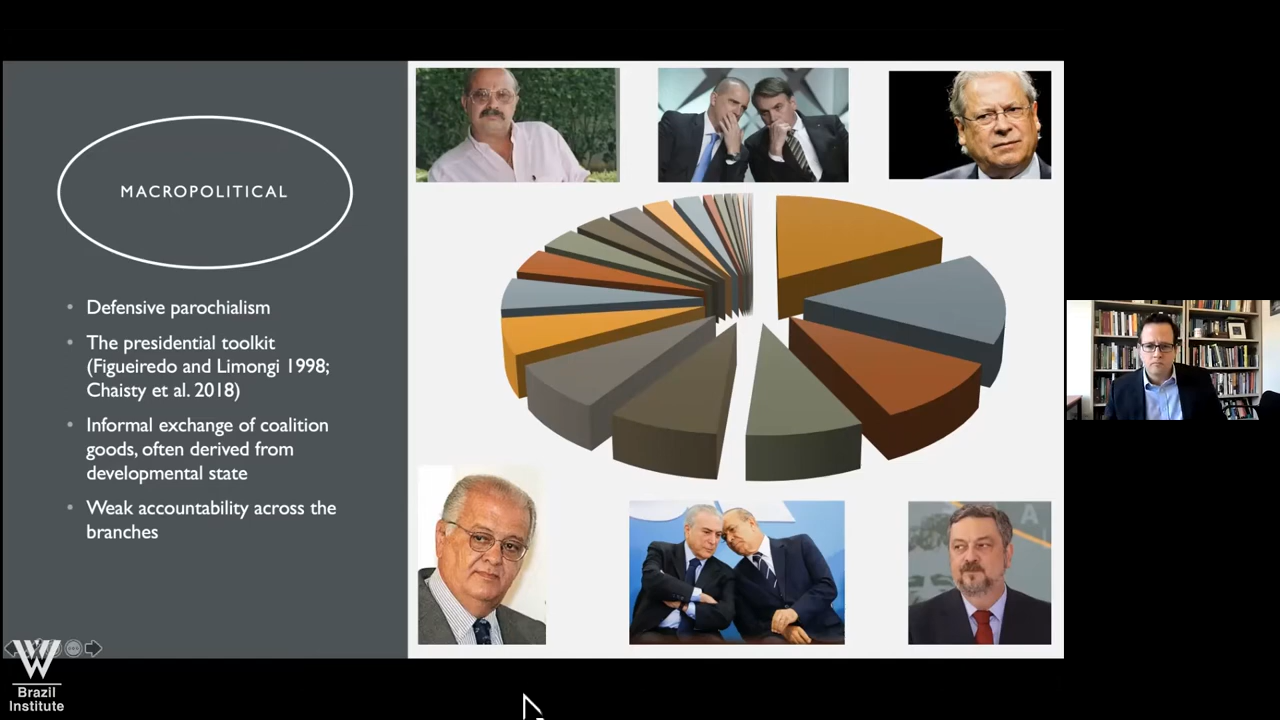 MACROPOLITICAL
• Defensive parochialism
• The presidential toolkit
(Figueiredo and Limongi 1998;
Chaisty et al. 2018)
• Informal exchange of coalition
goods, often derived from
developmental state
• Weak accountability across the
branches
W
Brazil
Institute